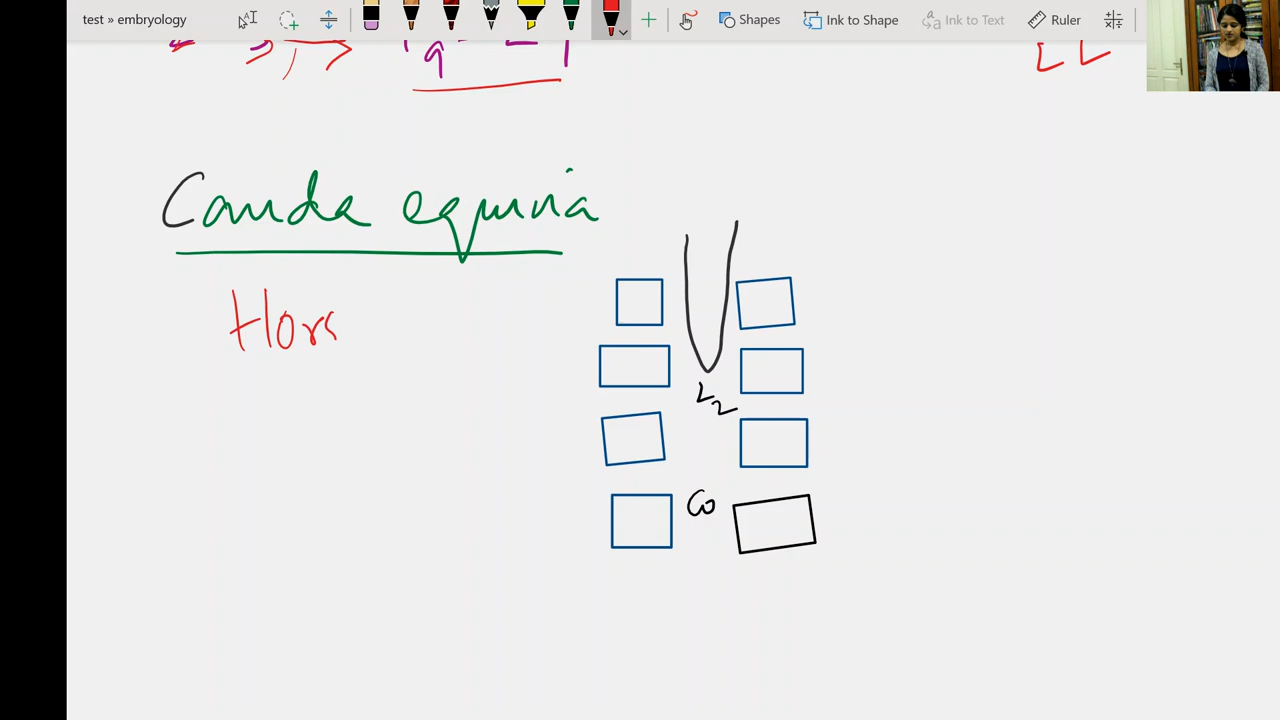 test » embryology
Shapes
Ink to Shape
Ink to Text
Ruler
Cauda equina
Hors
L2
Co